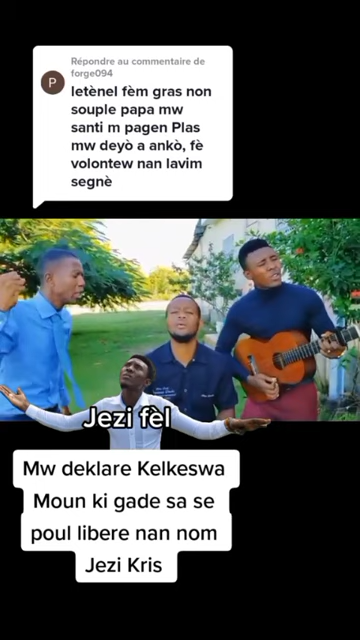 Répondre au commentaire de
forge094
P
letènel fèm gras non
souple papa mw
santi m pagen Plas
mw deyò a ankò, fè
volontew nan lavim
segnè
Jezi fèl
Mw deklare Kelkeswa
Moun ki gade sa se
poul libere nan nom
Jezi Kris